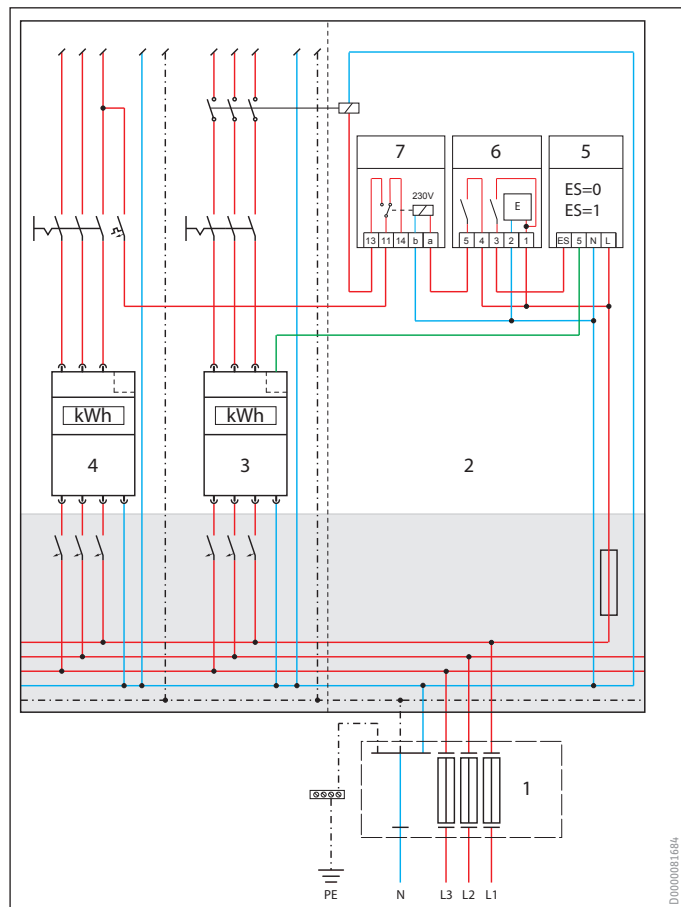 7
6
5
230V
E
ES=0
ES=1
13 11 14 b a
5 4 3 2 1
ES 5 N L
kWh
kWh
4
3
2
1
PE
N
L3
L2
L1
D0000081684